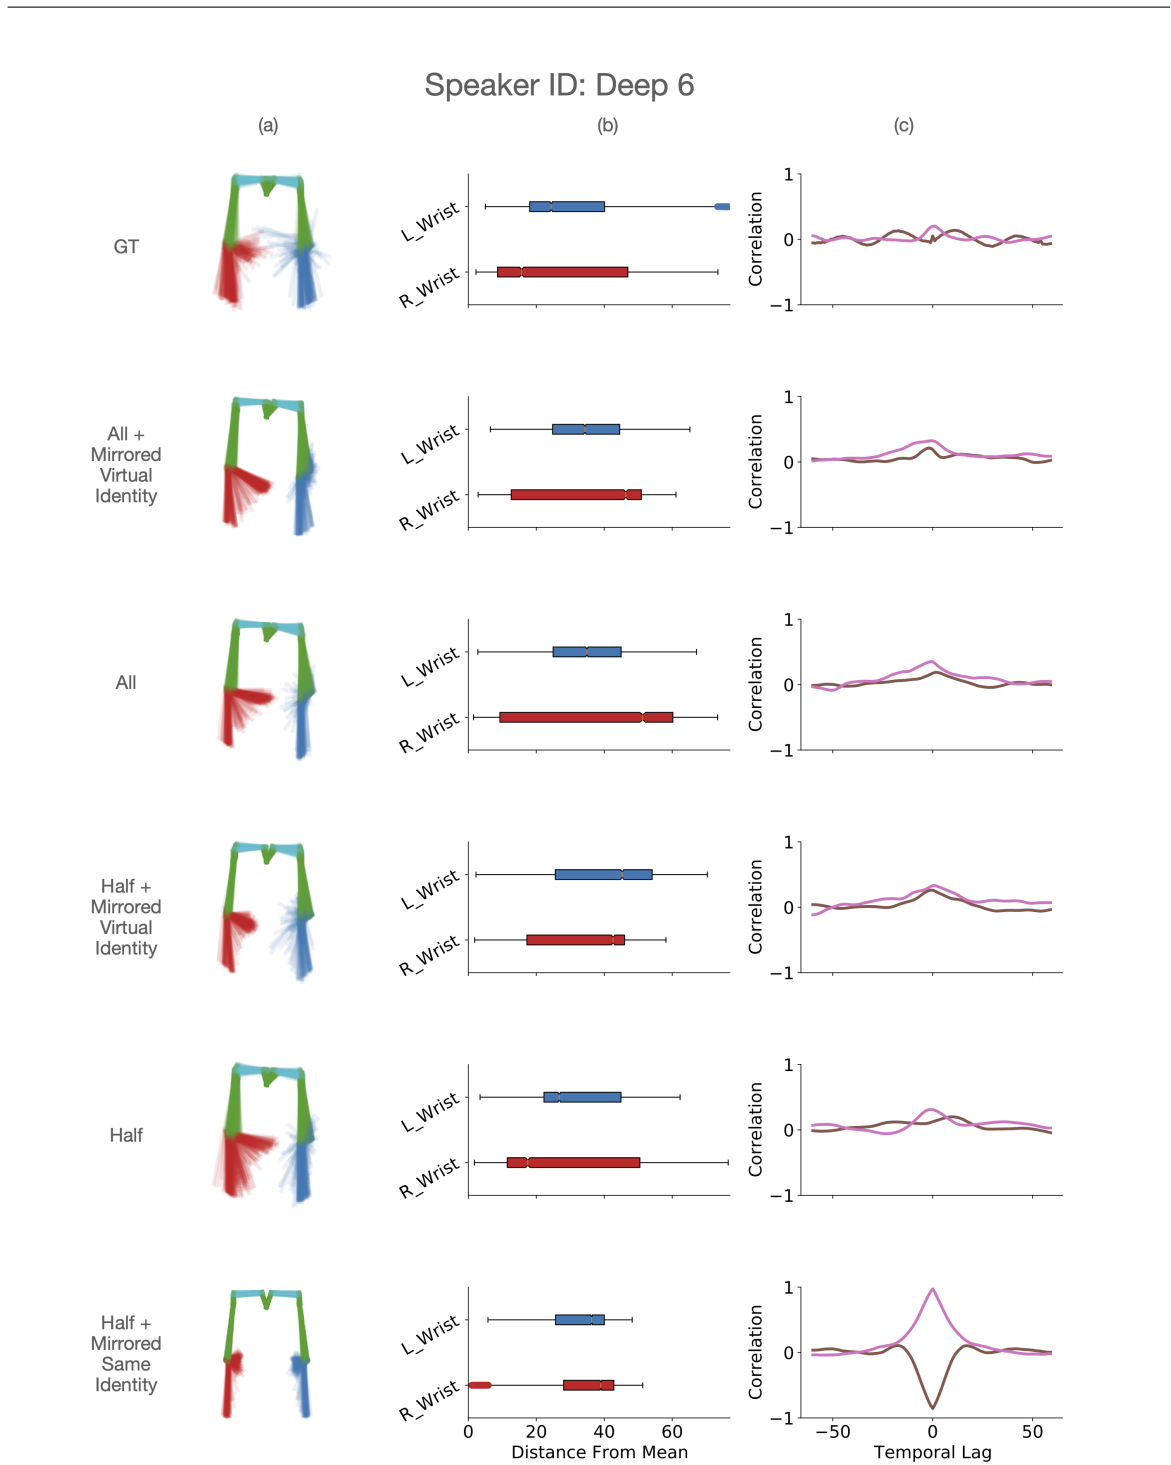 Speaker ID: Deep 6
(a)
(b)
(c)
GT
L_Wrist
R_Wrist
Correlation
1
0
−1
All +
Mirrored
Virtual
Identity
L_Wrist
R_Wrist
Correlation
1
0
−1
All
L_Wrist
R_Wrist
Correlation
1
0
−1
Half +
Mirrored
Virtual
Identity
L_Wrist
R_Wrist
Correlation
1
0
−1
Half
L_Wrist
R_Wrist
Correlation
1
0
−1
Half +
Mirrored
Same
Identity
L_Wrist
R_Wrist
0 20 40 60
Distance From Mean
Correlation
1
0
−1
−50 0 50
Temporal Lag